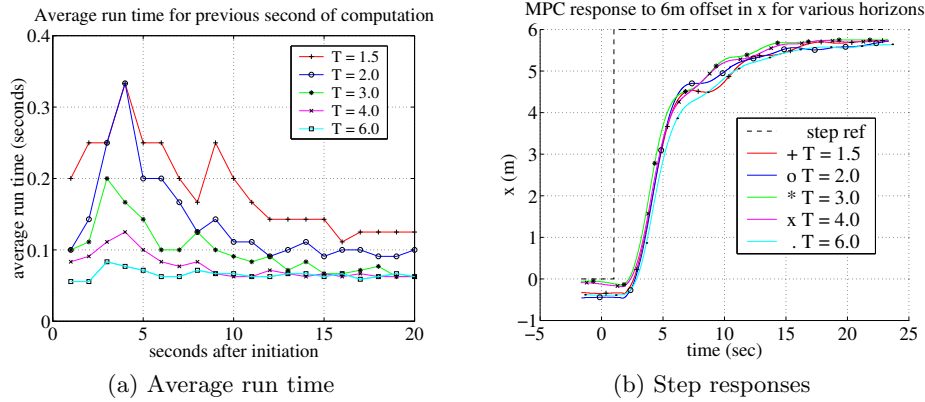 Average run time for previous second of computation
0.4
0.3
0.2
0.1
0
average run time (seconds)
T = 1.5
T = 2.0
T = 3.0
T = 4.0
T = 6.0
0 5 10 15 20
seconds after initiation
(a) Average run time
MPC response to 6m offset in x for various horizons
6
5
4
3
2
1
0
−1
x (m)
step ref
+ T = 1.5
o T = 2.0
* T = 3.0
x T = 4.0
. T = 6.0
−5 0 5 10 15 20 25
time (sec)
(b) Step responses